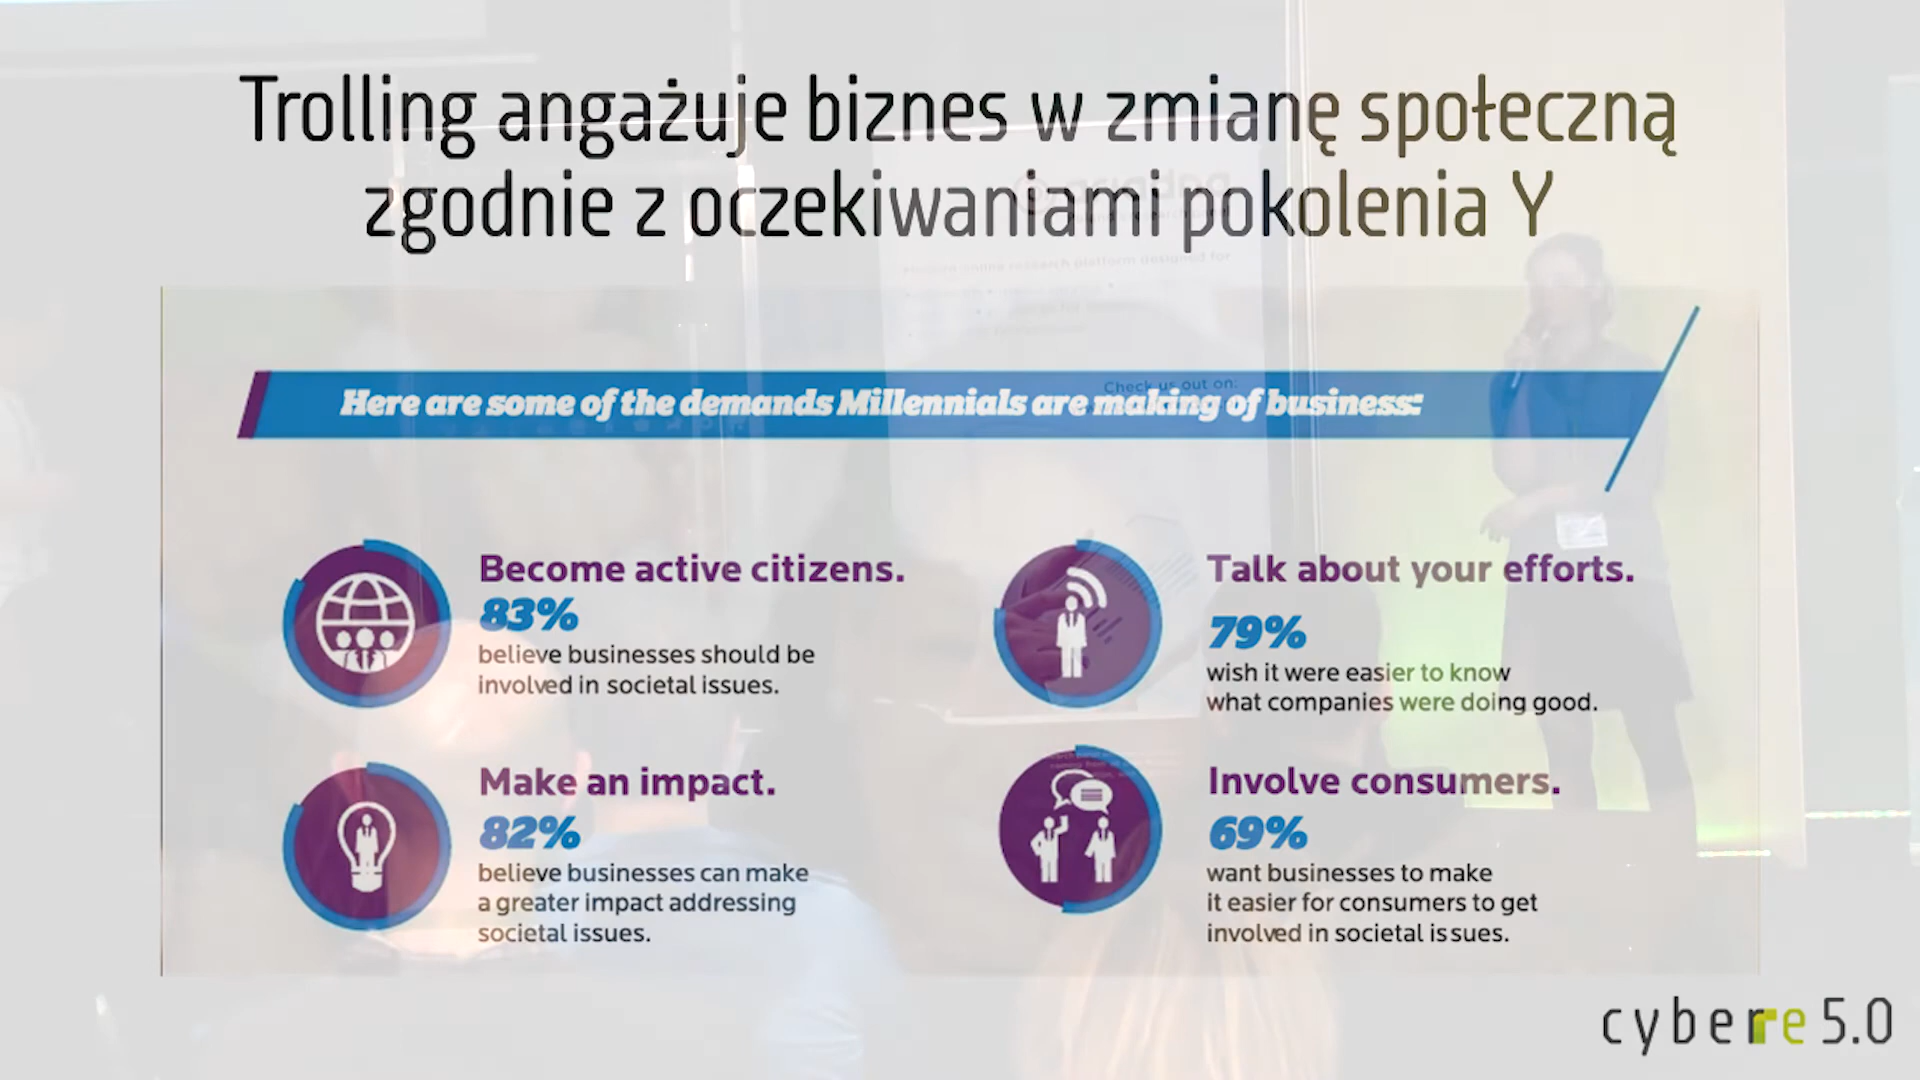 Trolling angażuje biznes w zmianę społeczną
zgodnie z oczekiwaniami pokolenia Y
Here are some of the demands Millennials are making of business:
Check us out on:
Become active citizens.
83%
believe businesses should be
involved in societal issues.
Talk about your efforts.
79%
wish it were easier to know
what companies were doing good.
Make an impact.
82%
believe businesses can make
a greater impact addressing
societal issues.
Involve consumers.
69%
want businesses to make
it easier for consumers to get
involved in societal issues.
cyberre 5.0